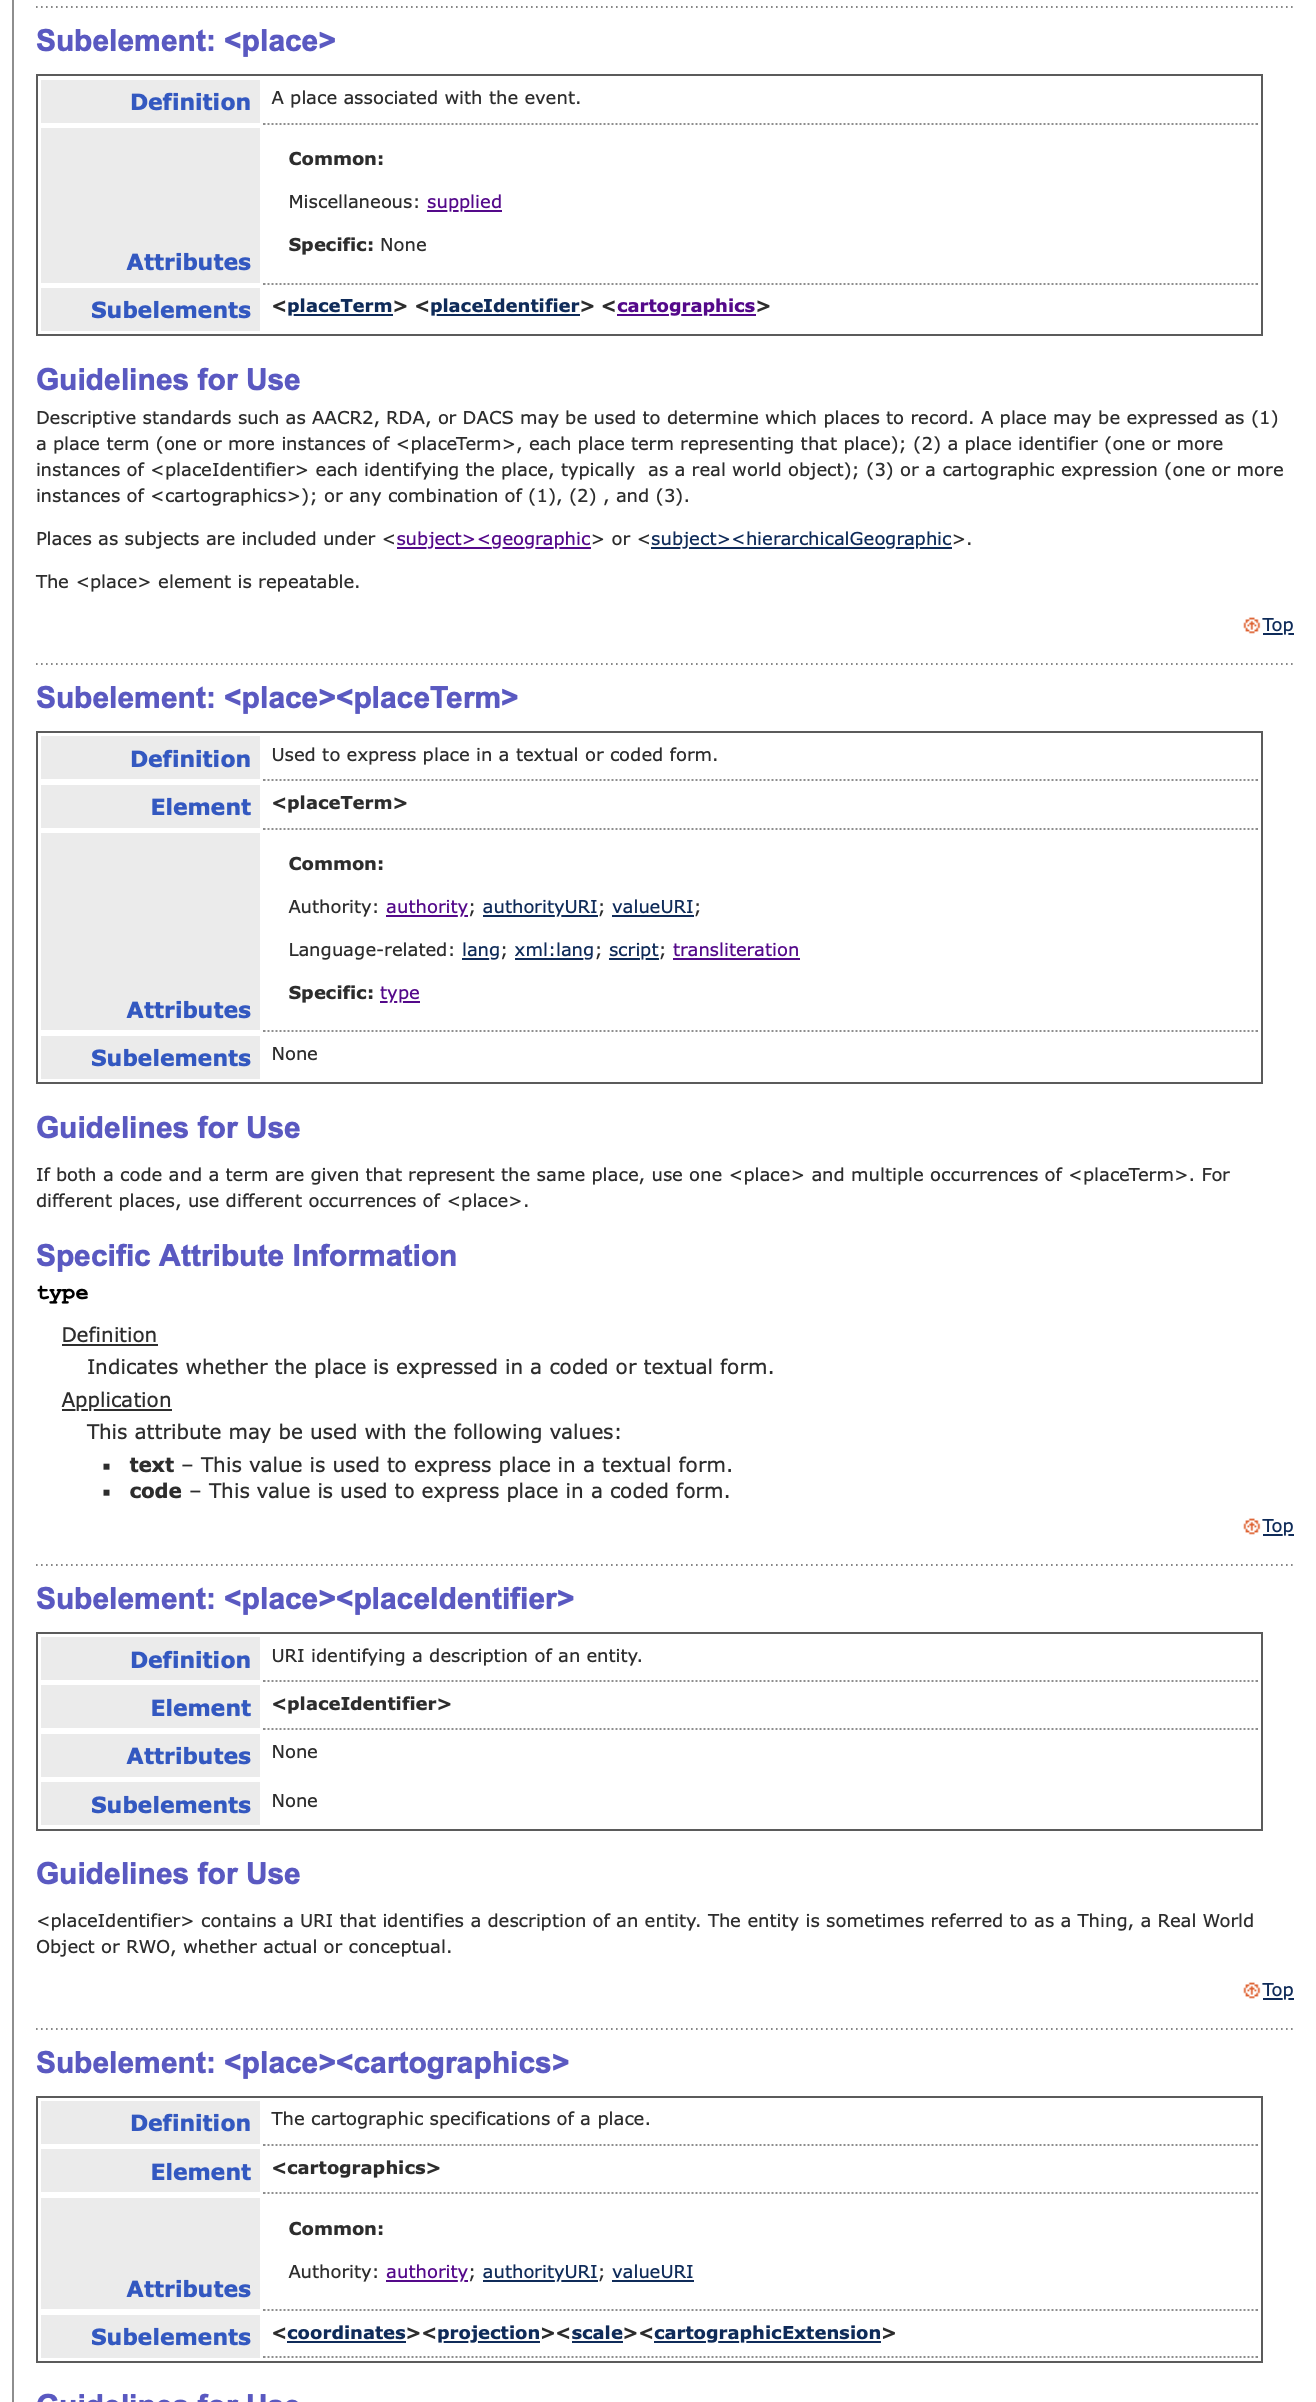 Subelement: <place>
Definition A place associated with the event.
Common:
Miscellaneous: supplied
Specific: None
Attributes
Subelements <placeTerm> <placeIdentifier> <cartographics>
Guidelines for Use
Descriptive standards such as AACR2, RDA, or DACS may be used to determine which places to record. A place may be expressed as (1)
a place term (one or more instances of <placeTerm>, each place term representing that place); (2) a place identifier (one or more
instances of <placeIdentifier> each identifying the place, typically  as a real world object); (3) or a cartographic expression (one or more
instances of <cartographics>); or any combination of (1), (2) , and (3).
Places as subjects are included under <subject><geographic> or <subject><hierarchicalGeographic>.
The <place> element is repeatable.
Top
Subelement: <place><placeTerm>
Definition Used to express place in a textual or coded form.
Element <placeTerm>
Common:
Authority: authority; authorityURI; valueURI;
Language-related: lang; xml:lang; script; transliteration
Specific: type
Attributes
Subelements None
Guidelines for Use
If both a code and a term are given that represent the same place, use one <place> and multiple occurrences of <placeTerm>. For
different places, use different occurrences of <place>.
Specific Attribute Information
type
Definition
Indicates whether the place is expressed in a coded or textual form.
Application
This attribute may be used with the following values:
▪ text – This value is used to express place in a textual form.
▪ code – This value is used to express place in a coded form.
Top
Subelement: <place><placeIdentifier>
Definition URI identifying a description of an entity.
Element <placeIdentifier>
Attributes None
Subelements None
Guidelines for Use
<placeIdentifier> contains a URI that identifies a description of an entity. The entity is sometimes referred to as a Thing, a Real World
Object or RWO, whether actual or conceptual.
Top
Subelement: <place><cartographics>
Definition The cartographic specifications of a place.
Element <cartographics>
Common:
Authority: authority; authorityURI; valueURI
Attributes
Subelements <coordinates><projection><scale><cartographicExtension>
Guidelines for Use